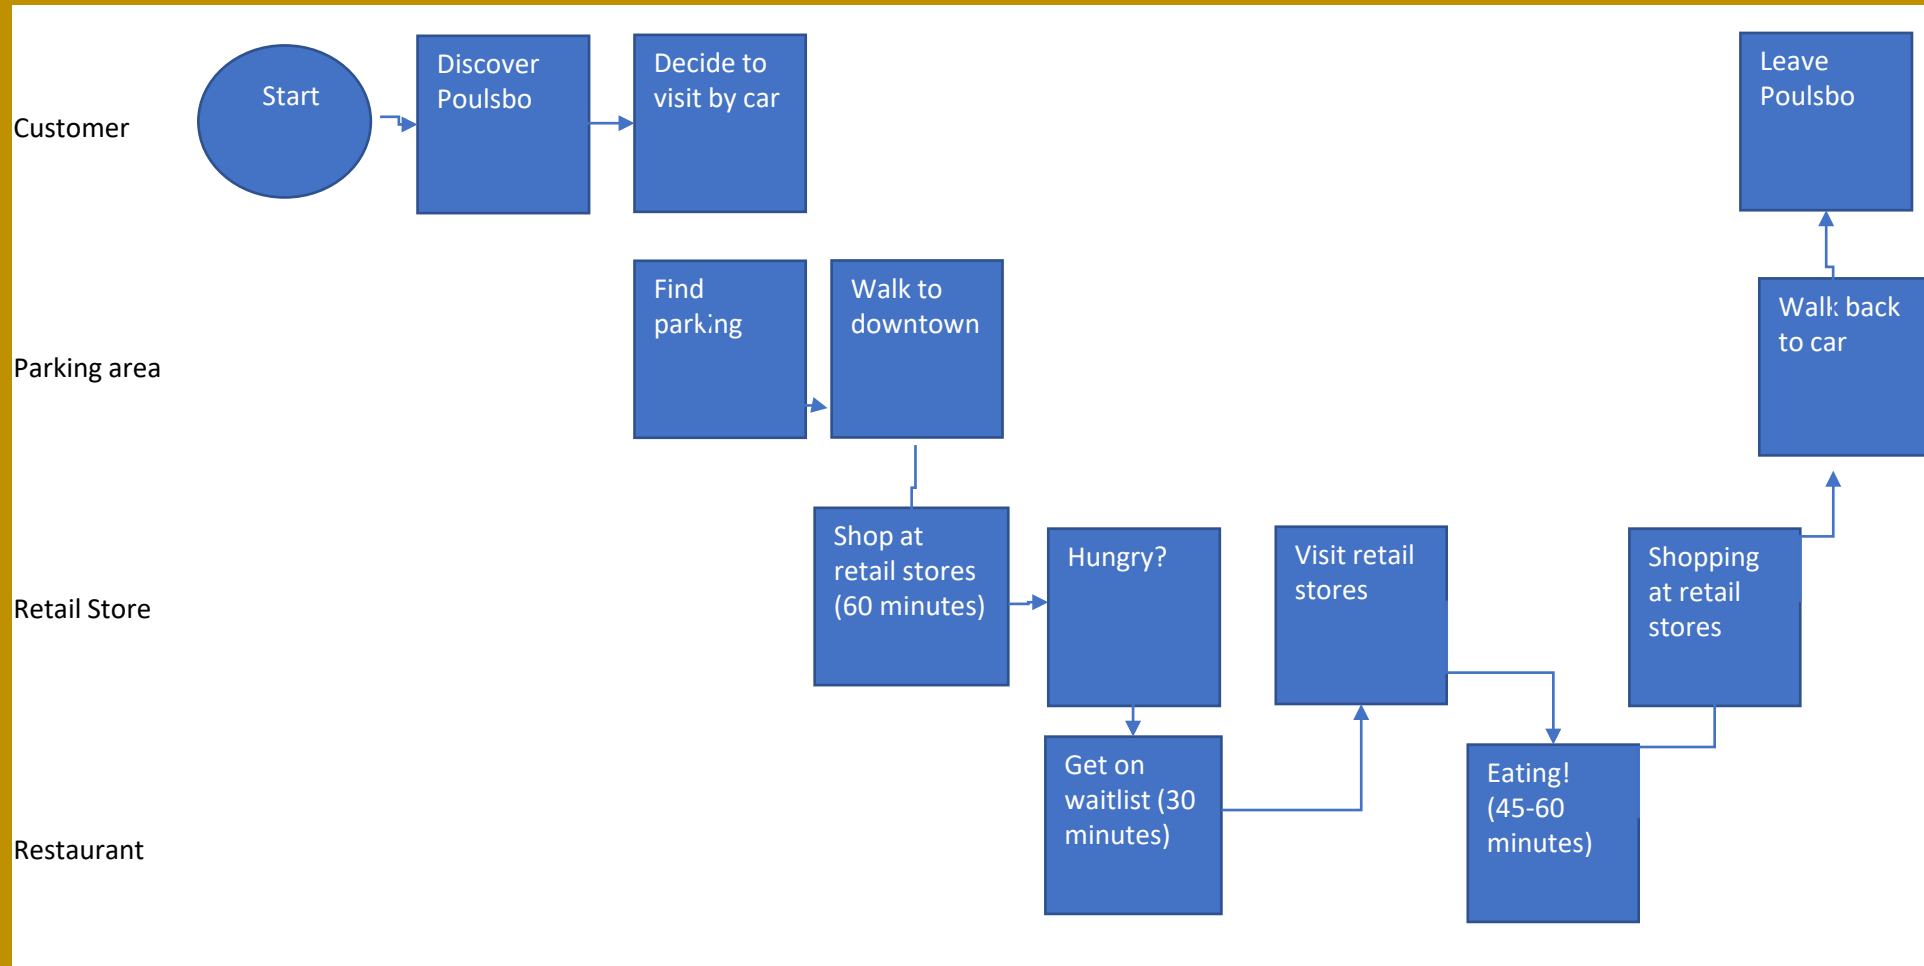 Customer
Start
Discover
Poulsbo
Decide to
visit by car
Leave
Poulsbo
Parking area
Find
parking
Walk to
downtown
Walk back
to car
Retail Store
Shop at
retail stores
(60 minutes)
Hungry?
Visit retail
stores
Shopping
at retail
stores
Restaurant
Get on
waitlist (30
minutes)
Eating!
(45-60
minutes)